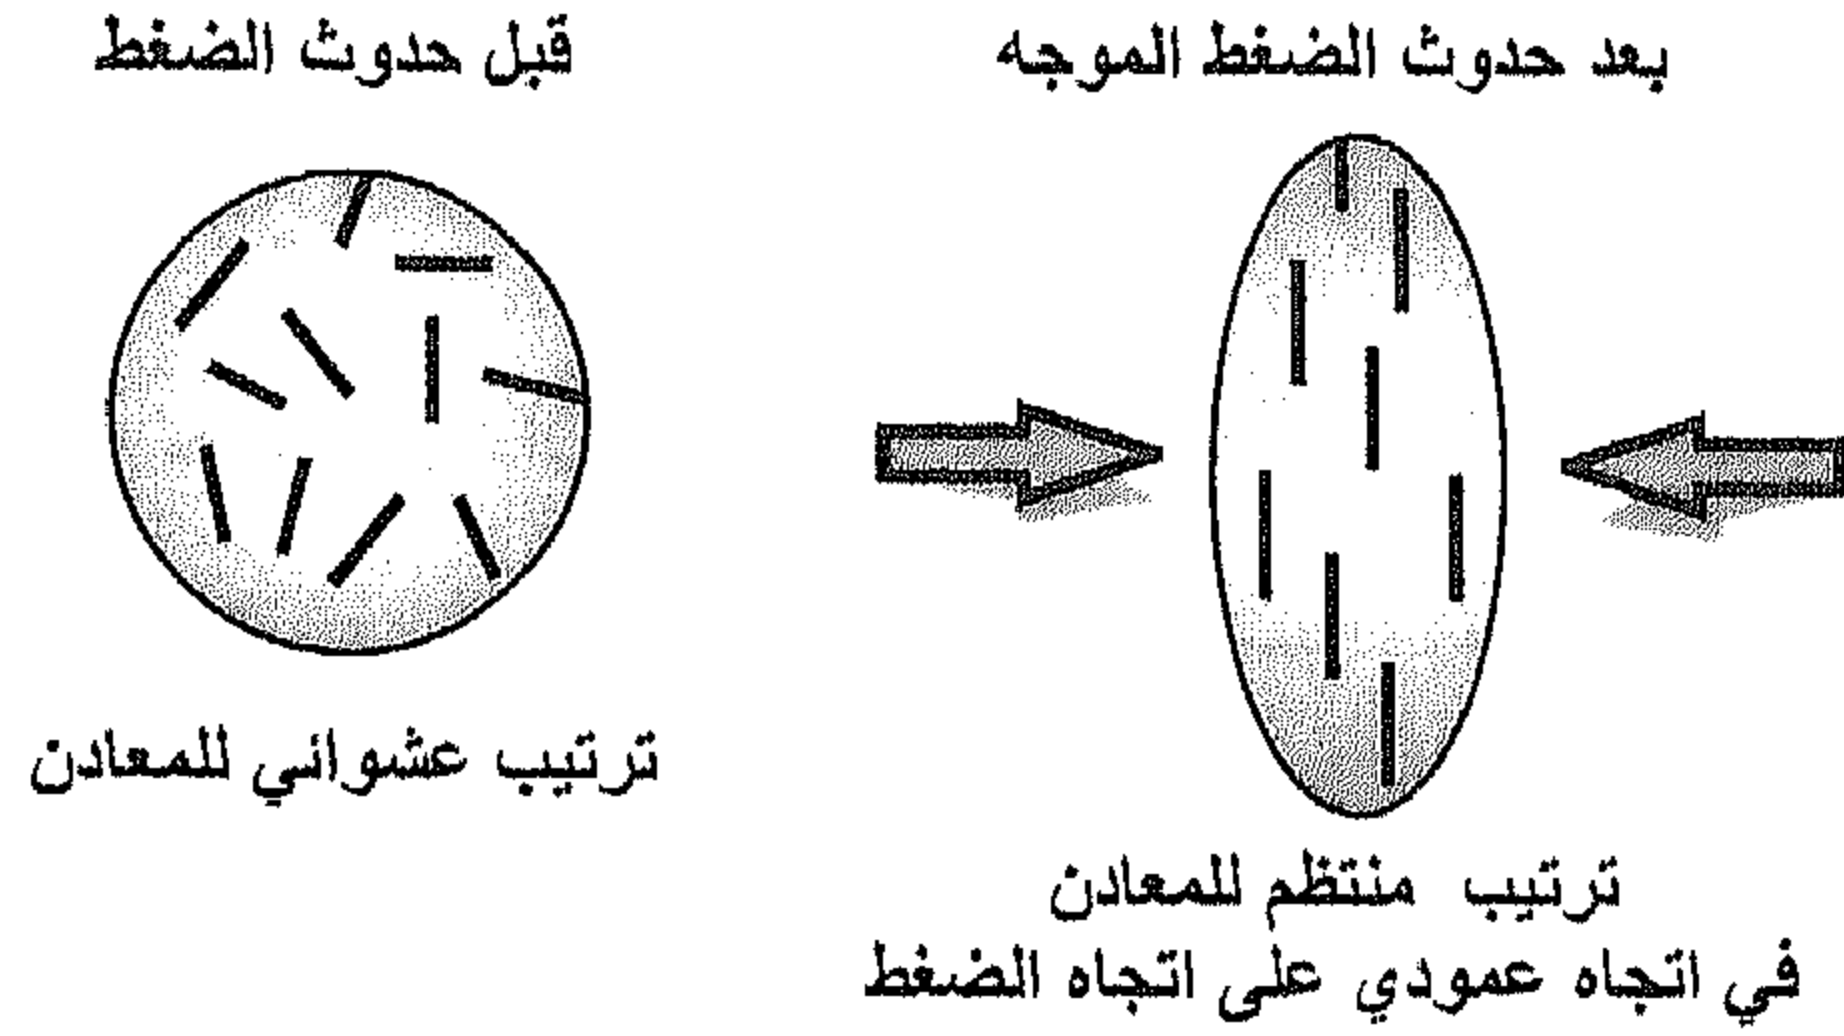 قبل حدوث الضغط
ترتيب عشوائي للمعادن
بعد حدوث الضغط الموجه
ترتيب منتظم للمعادن
في اتجاه عمودي على اتجاه الضغط